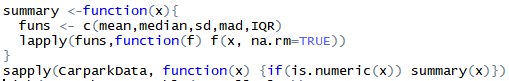 summary <-function(x){
  funs <- c(mean,median,sd,mad,IQR)
  lapply(funs,function(f) f(x, na.rm=TRUE))
}
sapply(CarparkData, function(x) {if(is.numeric(x)) summary(x)})